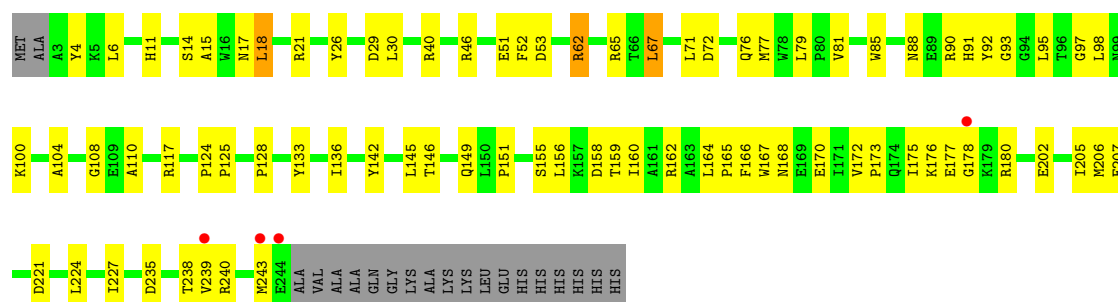 MET ALA A3 Y4 K5 L6 H11 S14 A15 W16 N17 L18 R21 Y26 D29 L30 R40 R46 E51 F52 D53 R62 R65 T66 L67 L71 D72 Q76 M77 W78 L79 P80 V81 W85 N88 E89 R90 H91 Y92 G93 G94 L95 T96 G97 L98 N99
K100 A104 G108 E109 A110 R117 P124 P125 P128 Y133 I136 Y142 L145 T146 Q149 L150 P151 S155 L156 K157 D158 T159 I160 A161 R162 A163 L164 P165 F166 W167 N168 E169 E170 I171 V172 P173 Q174 I175 K176 E177 G178 K179 R180 E202 I205 M206
D221 L224 I227 D235 T238 V239 R240 M243 E244 ALA VAL ALA ALA GLN GLY LYS ALA LYS LYS LEU GLU HIS HIS HIS HIS HIS HIS